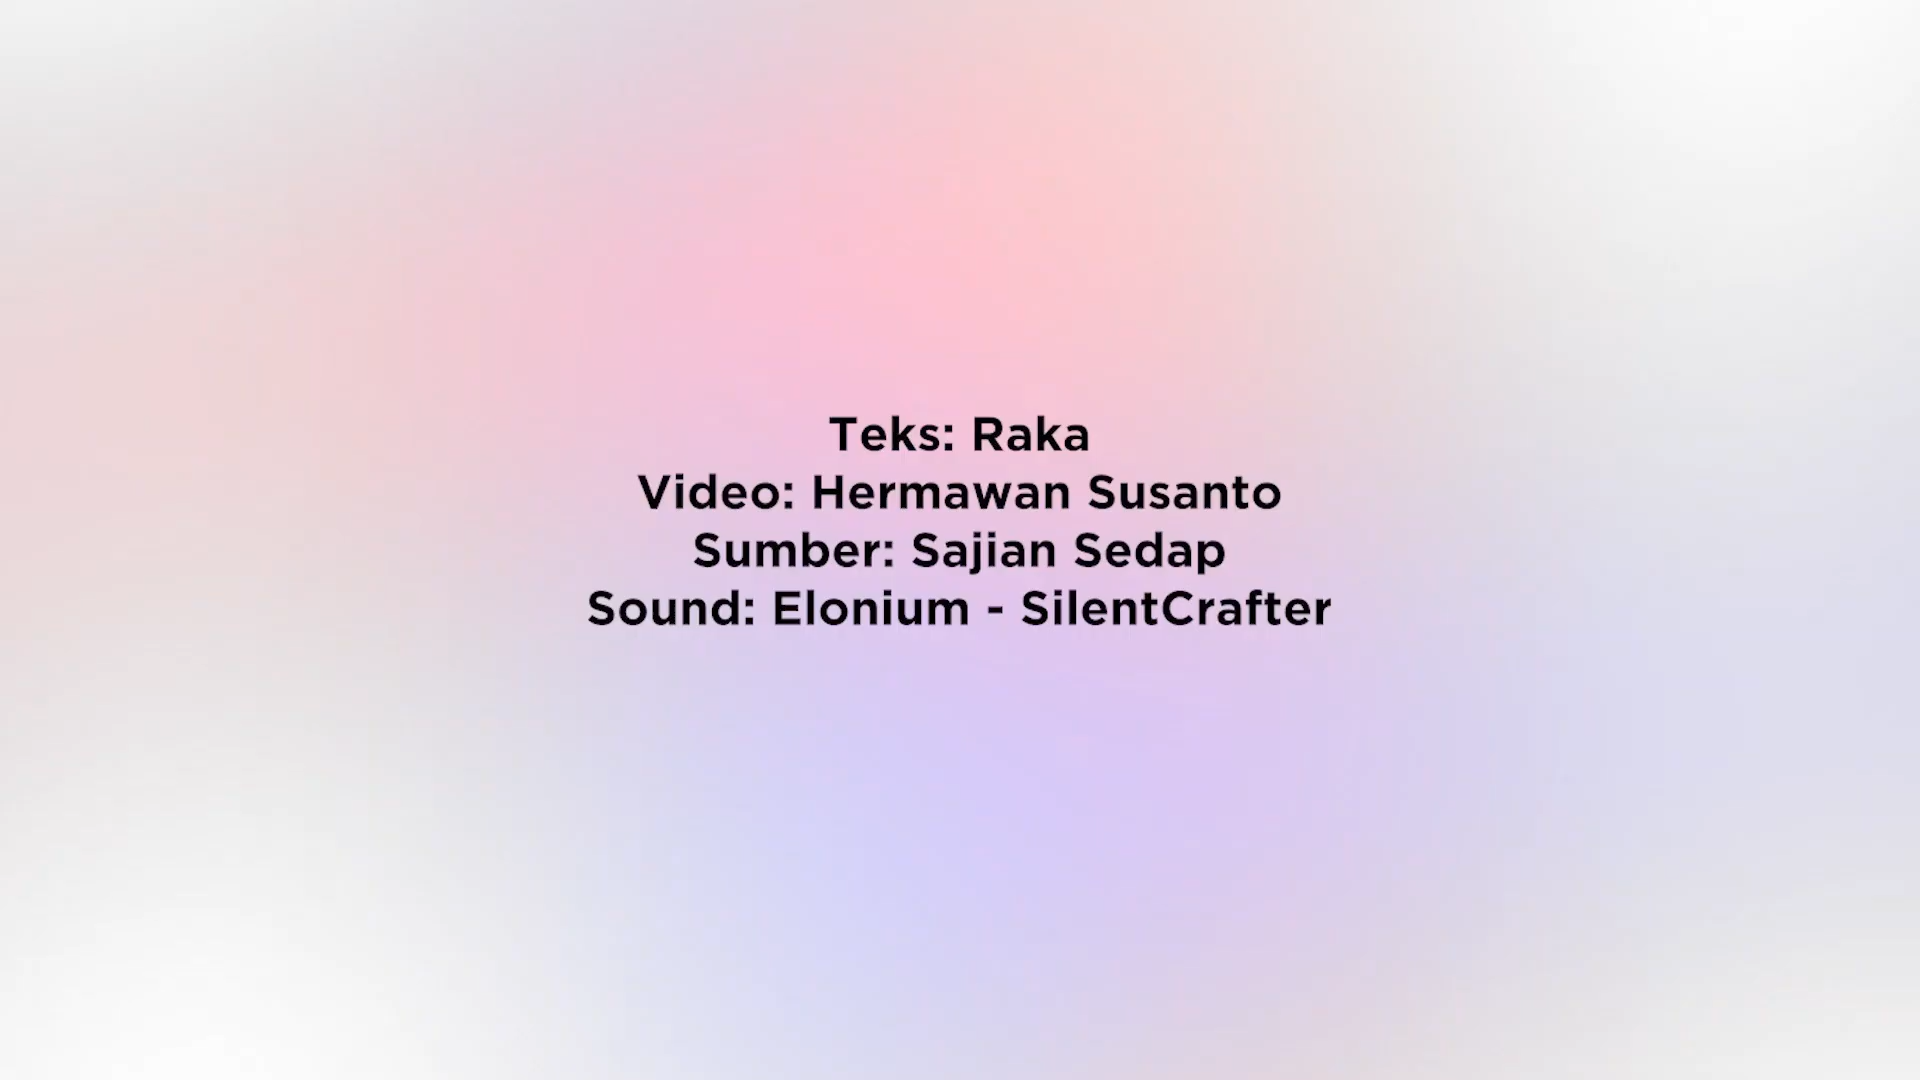 Teks: Raka
Video: Hermawan Susanto
Sumber: Sajian Sedap
Sound: Elonium - SilentCrafter